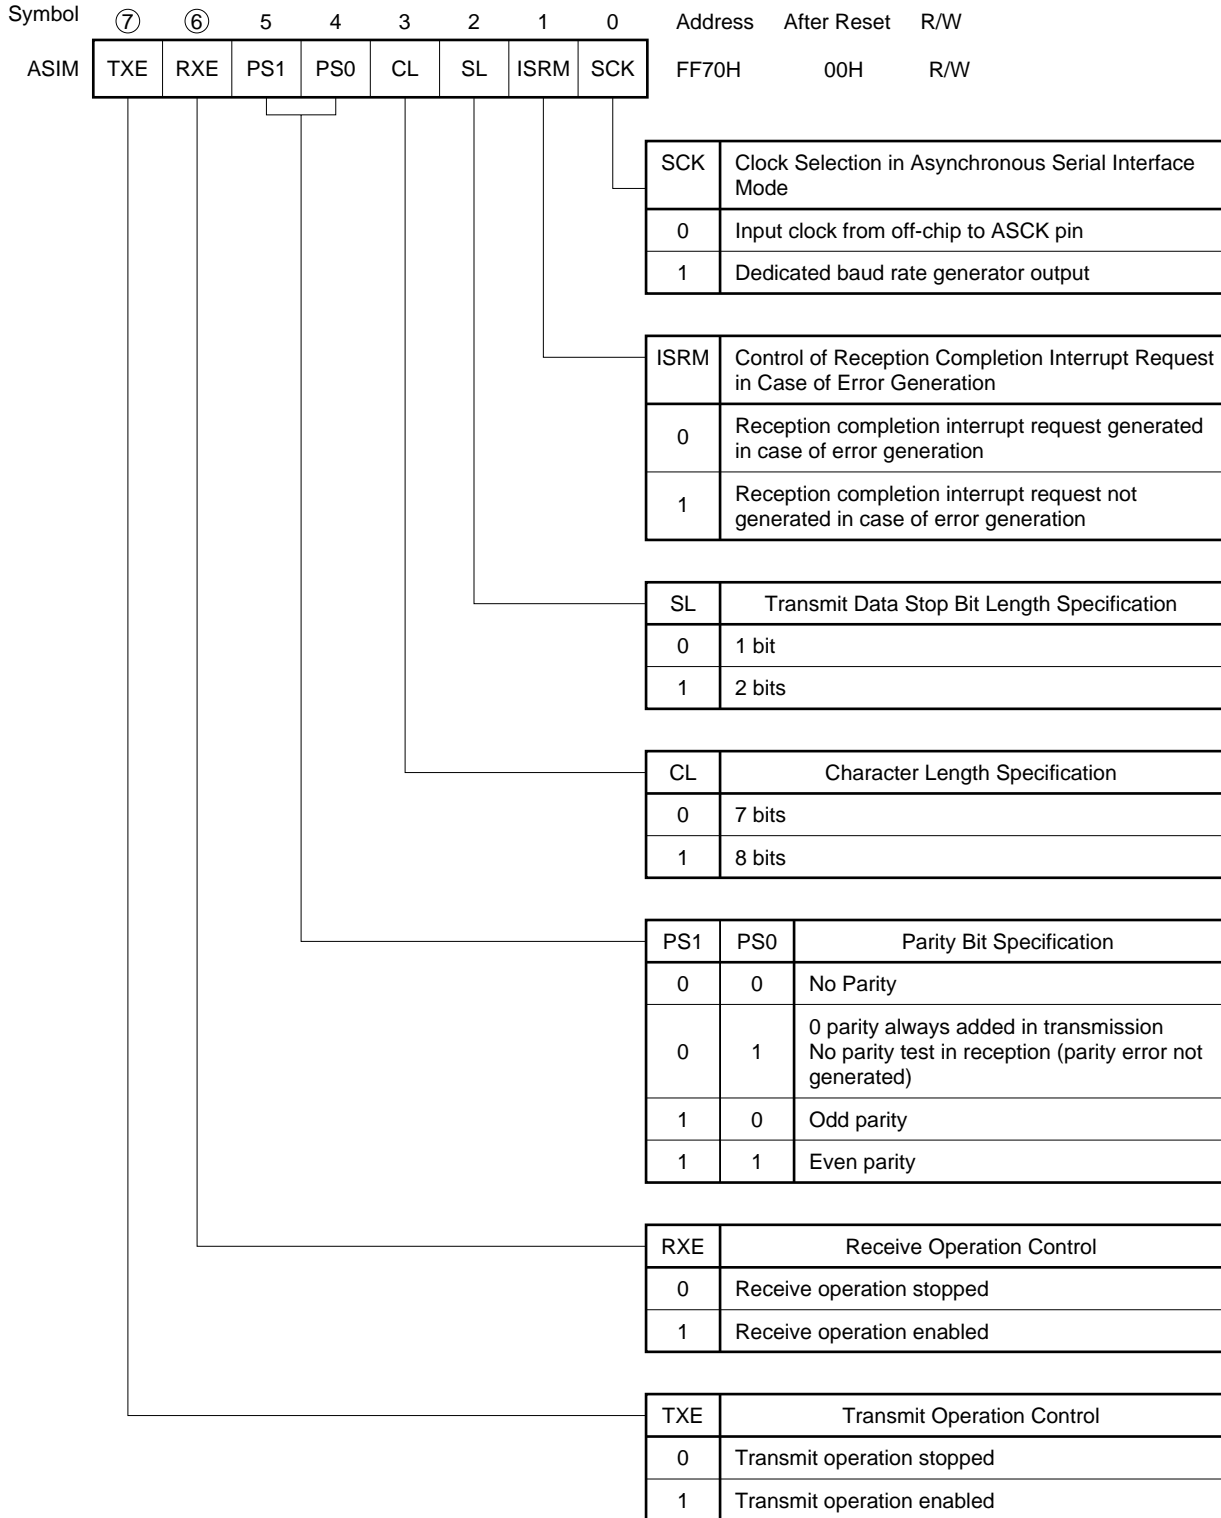 Symbol ⑦ ⑥ 5 4 3 2 1 0 Address After Reset R/W
ASIM TXE RXE PS1 PS0 CL SL ISRM SCK FF70H 00H R/W
SCK Clock Selection in Asynchronous Serial Interface
Mode
0 Input clock from off-chip to ASCK pin
1 Dedicated baud rate generator output
ISRM Control of Reception Completion Interrupt Request
in Case of Error Generation
0 Reception completion interrupt request generated
in case of error generation
1 Reception completion interrupt request not
generated in case of error generation
SL Transmit Data Stop Bit Length Specification
0 1 bit
1 2 bits
CL Character Length Specification
0 7 bits
1 8 bits
PS1 PS0 Parity Bit Specification
0 0 No Parity
0 1 0 parity always added in transmission
No parity test in reception (parity error not
generated)
1 0 Odd parity
1 1 Even parity
RXE Receive Operation Control
0 Receive operation stopped
1 Receive operation enabled
TXE Transmit Operation Control
0 Transmit operation stopped
1 Transmit operation enabled